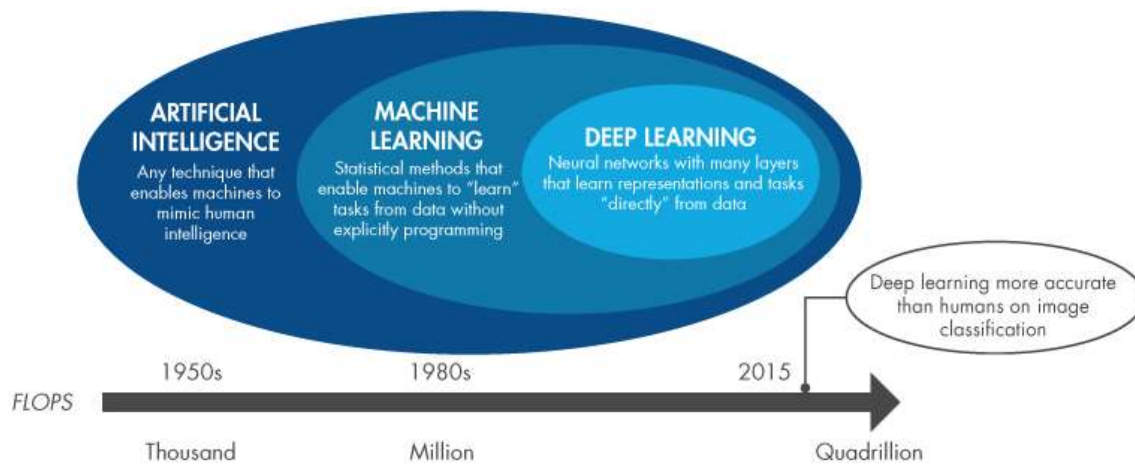 ARTIFICIAL
INTELLIGENCE
Any technique that
enables machines to
mimic human
intelligence
MACHINE
LEARNING
Statistical methods that
enable machines to “learn”
tasks from data without
explicitly programming
DEEP LEARNING
Neural networks with many layers
that learn representations and tasks
“directly” from data
Deep learning more accurate
than humans on image
classification
1950s
1980s
2015
FLOPS
Thousand
Million
Quadrillion